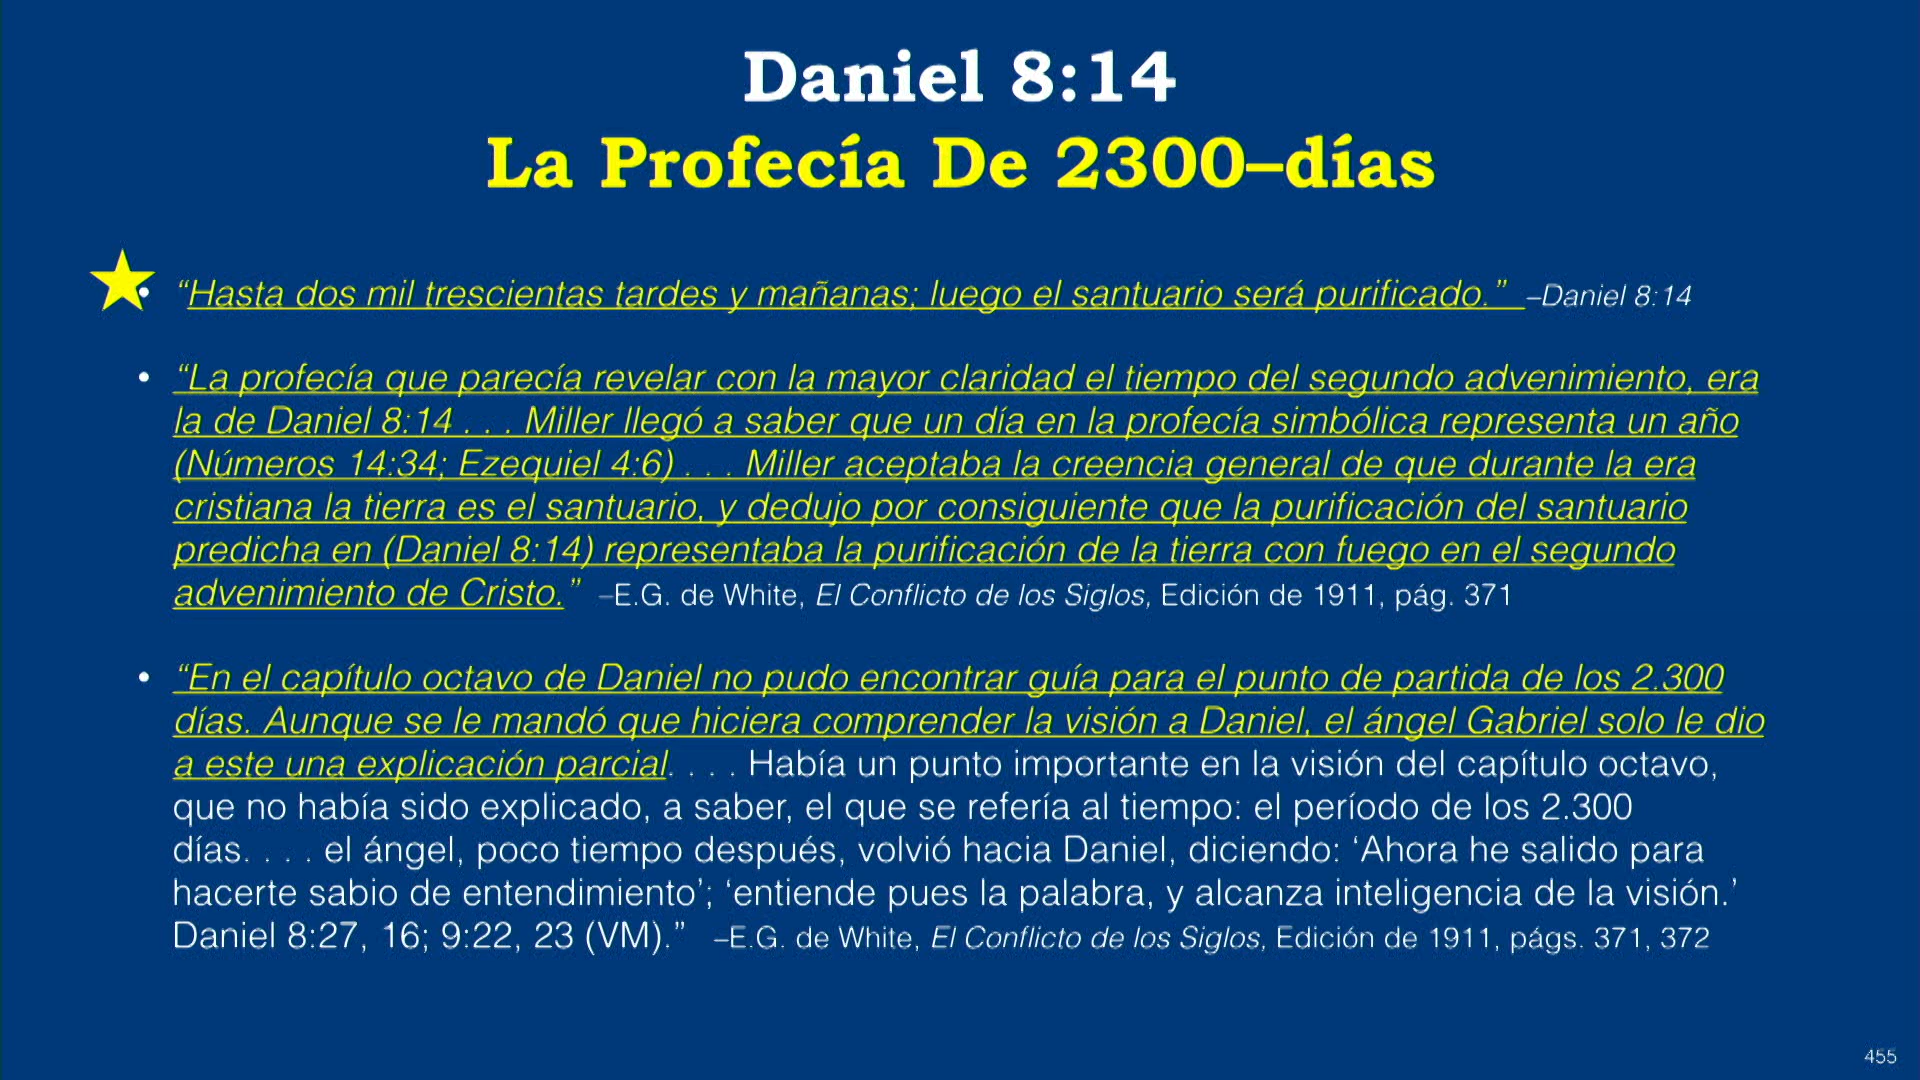 Daniel 8:14
La Profecía De 2300–días
• “Hasta dos mil trescientas tardes y mañanas; luego el santuario será purificado.” –Daniel 8:14
• “La profecía que parecía revelar con la mayor claridad el tiempo del segundo advenimiento, era
la de Daniel 8:14 . . . Miller llegó a saber que un día en la profecía simbólica representa un año
(Números 14:34; Ezequiel 4:6) . . . Miller aceptaba la creencia general de que durante la era
cristiana la tierra es el santuario, y dedujo por consiguiente que la purificación del santuario
predicha en (Daniel 8:14) representaba la purificación de la tierra con fuego en el segundo
advenimiento de Cristo.” –E.G. de White, El Conflicto de los Siglos, Edición de 1911, pág. 371
• “En el capítulo octavo de Daniel no pudo encontrar guía para el punto de partida de los 2.300
días. Aunque se le mandó que hiciera comprender la visión a Daniel, el ángel Gabriel solo le dio
a este una explicación parcial. . . . Había un punto importante en la visión del capítulo octavo,
que no había sido explicado, a saber, el que se refería al tiempo: el período de los 2.300
días. . . . el ángel, poco tiempo después, volvió hacia Daniel, diciendo: ‘Ahora he salido para
hacerte sabio de entendimiento’; ‘entiende pues la palabra, y alcanza inteligencia de la visión.’
Daniel 8:27, 16; 9:22, 23 (VM).” –E.G. de White, El Conflicto de los Siglos, Edición de 1911, págs. 371, 372
455